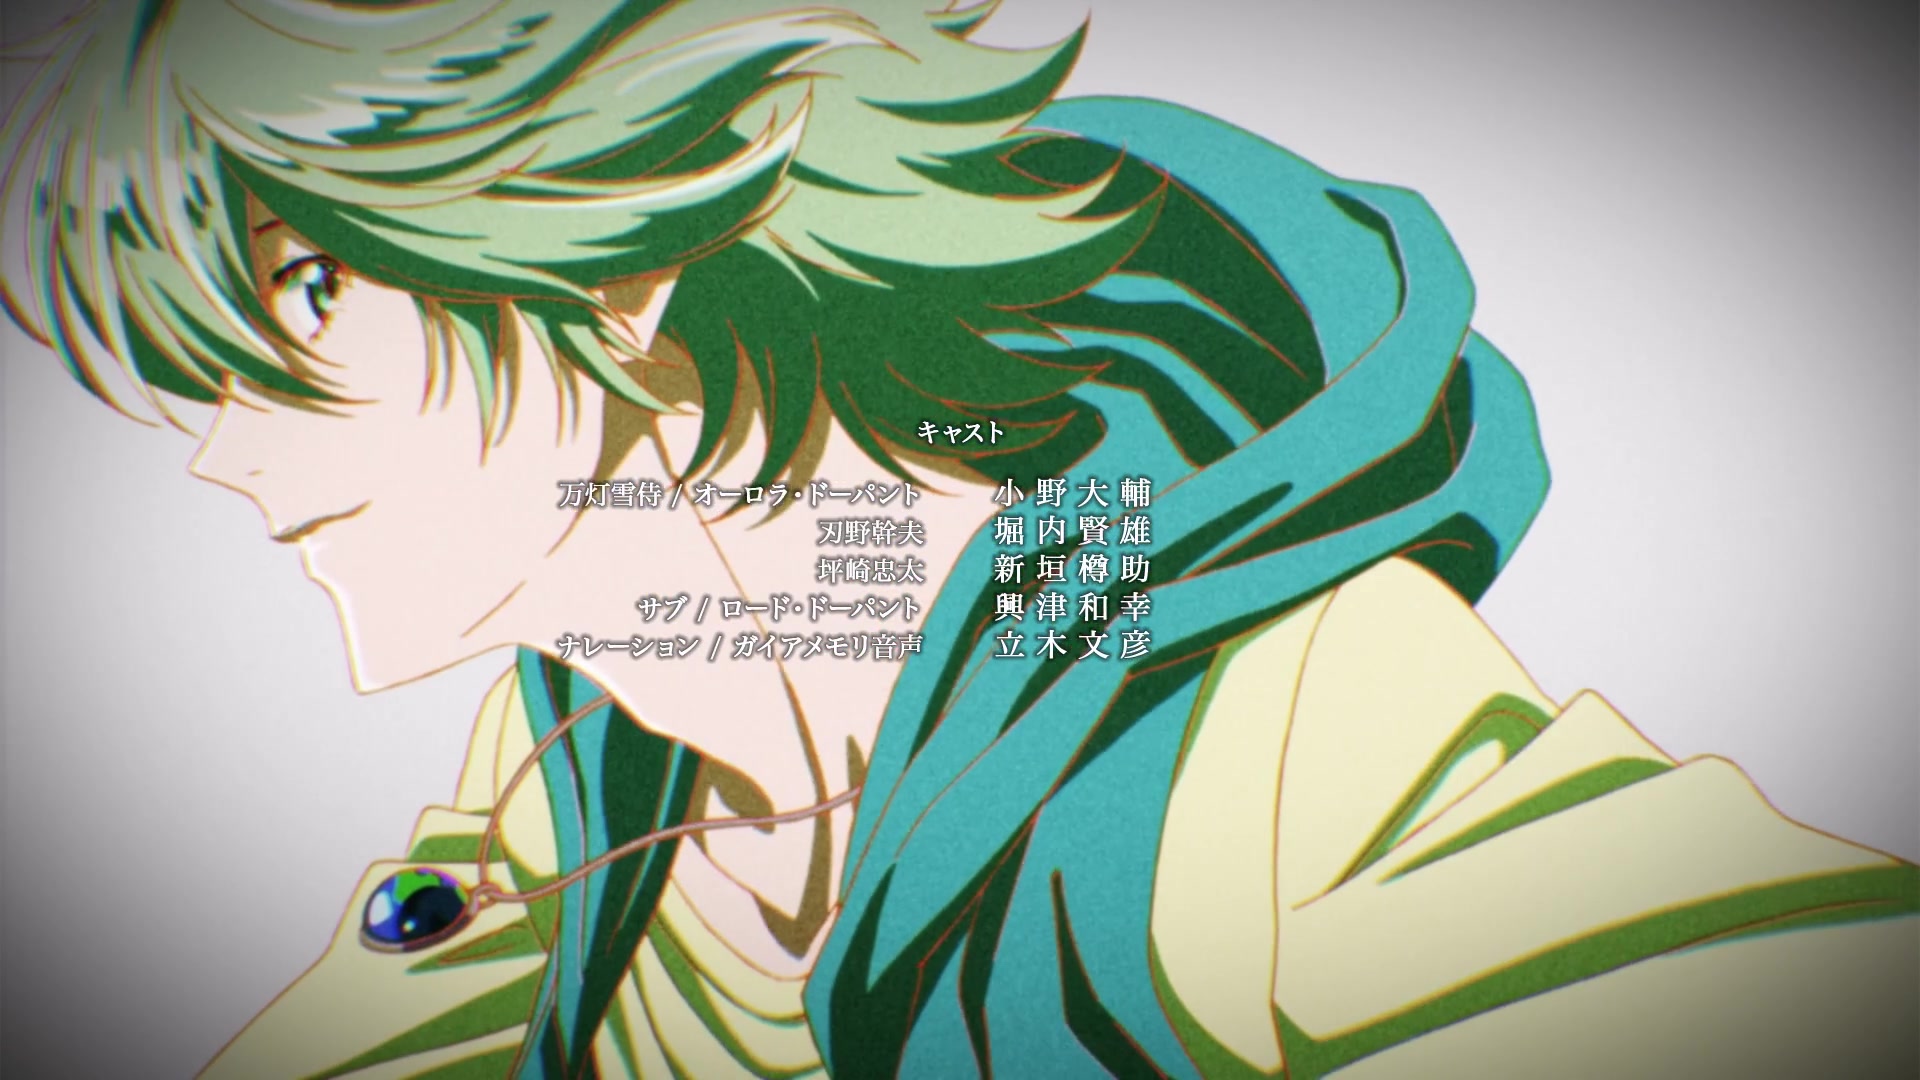 キャスト
万灯雪侍 / オーロラ・ドーパント 小野大輔
刃野幹夫 堀内賢雄
坪崎忠太 新垣樽助
サブ / ロード・ドーパント 興津和幸
ナレーション / ガイアメモリ音声 立木文彦